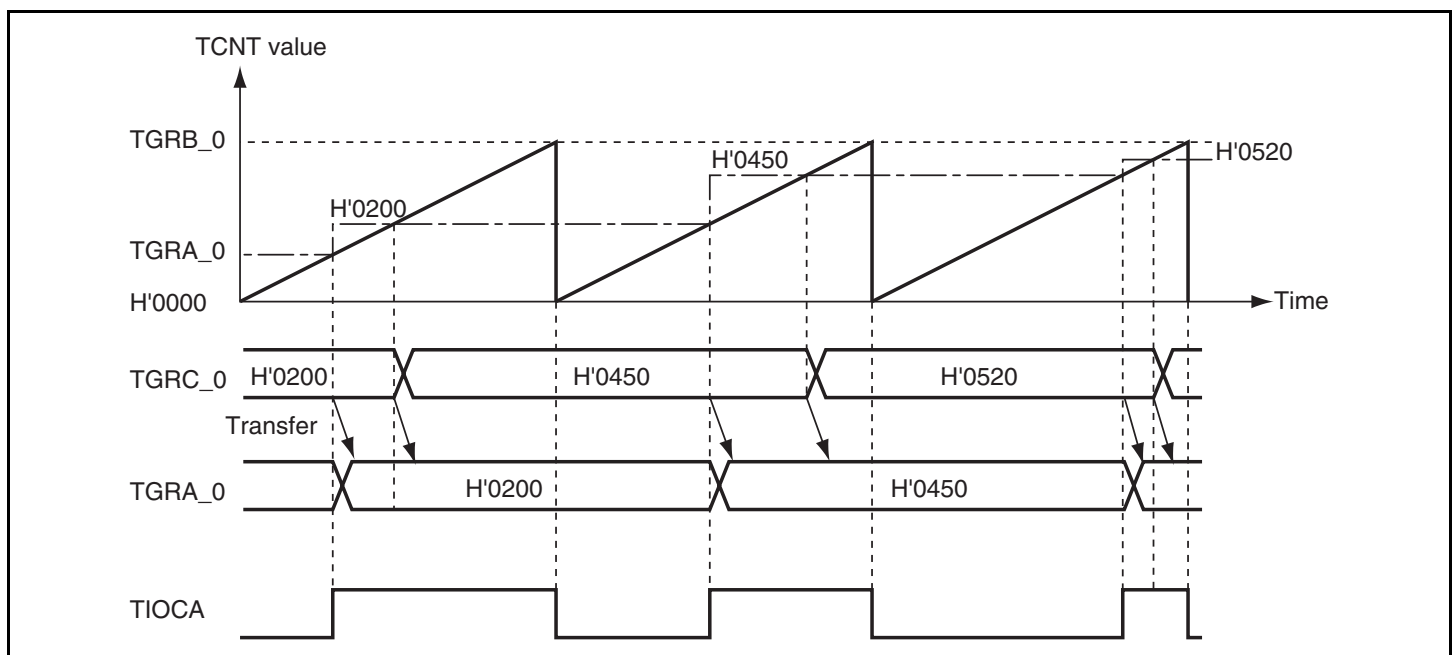 TCNT value
TGRB_0
H'0450
H'0520
H'0200
TGRA_0
H'0000
Time
TGRC_0 H'0200 H'0450 H'0520
Transfer
TGRA_0 H'0200 H'0450
TIOCA